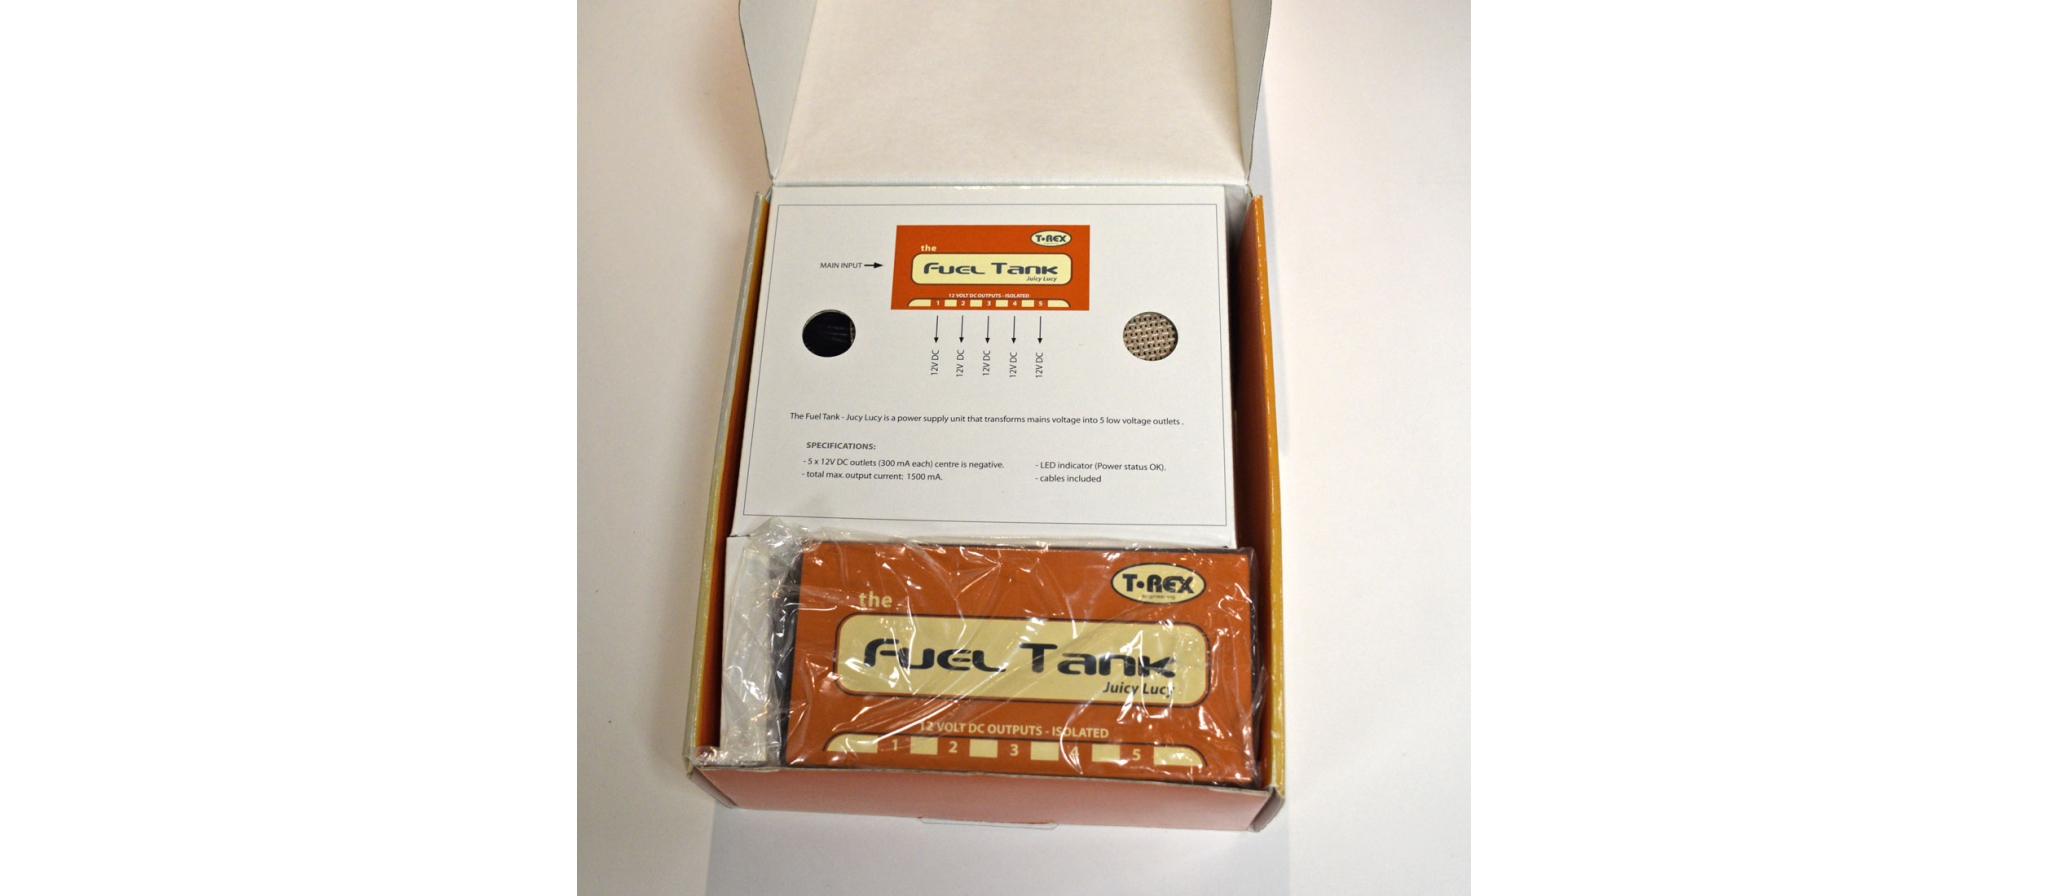 T•REX
the
MAIN INPUT
Fuel Tank
Juicy Lucy
12 VOLT DC OUTPUTS - ISOLATED
1 2 3 4 5
12V DC 12V DC 12V DC 12V DC 12V DC
The Fuel Tank - Jucy Lucy is a power supply unit that transforms mains voltage into 5 low voltage outlets .
SPECIFICATIONS:
- 5 x 12V DC outlets (300 mA each) centre is negative.
- total max. output current: 1500 mA.
- LED indicator (Power status OK).
- cables included
T•REX
engineering
the
Fuel Tank
Juicy Lucy
12 VOLT DC OUTPUTS - ISOLATED
1 2 3 4 5